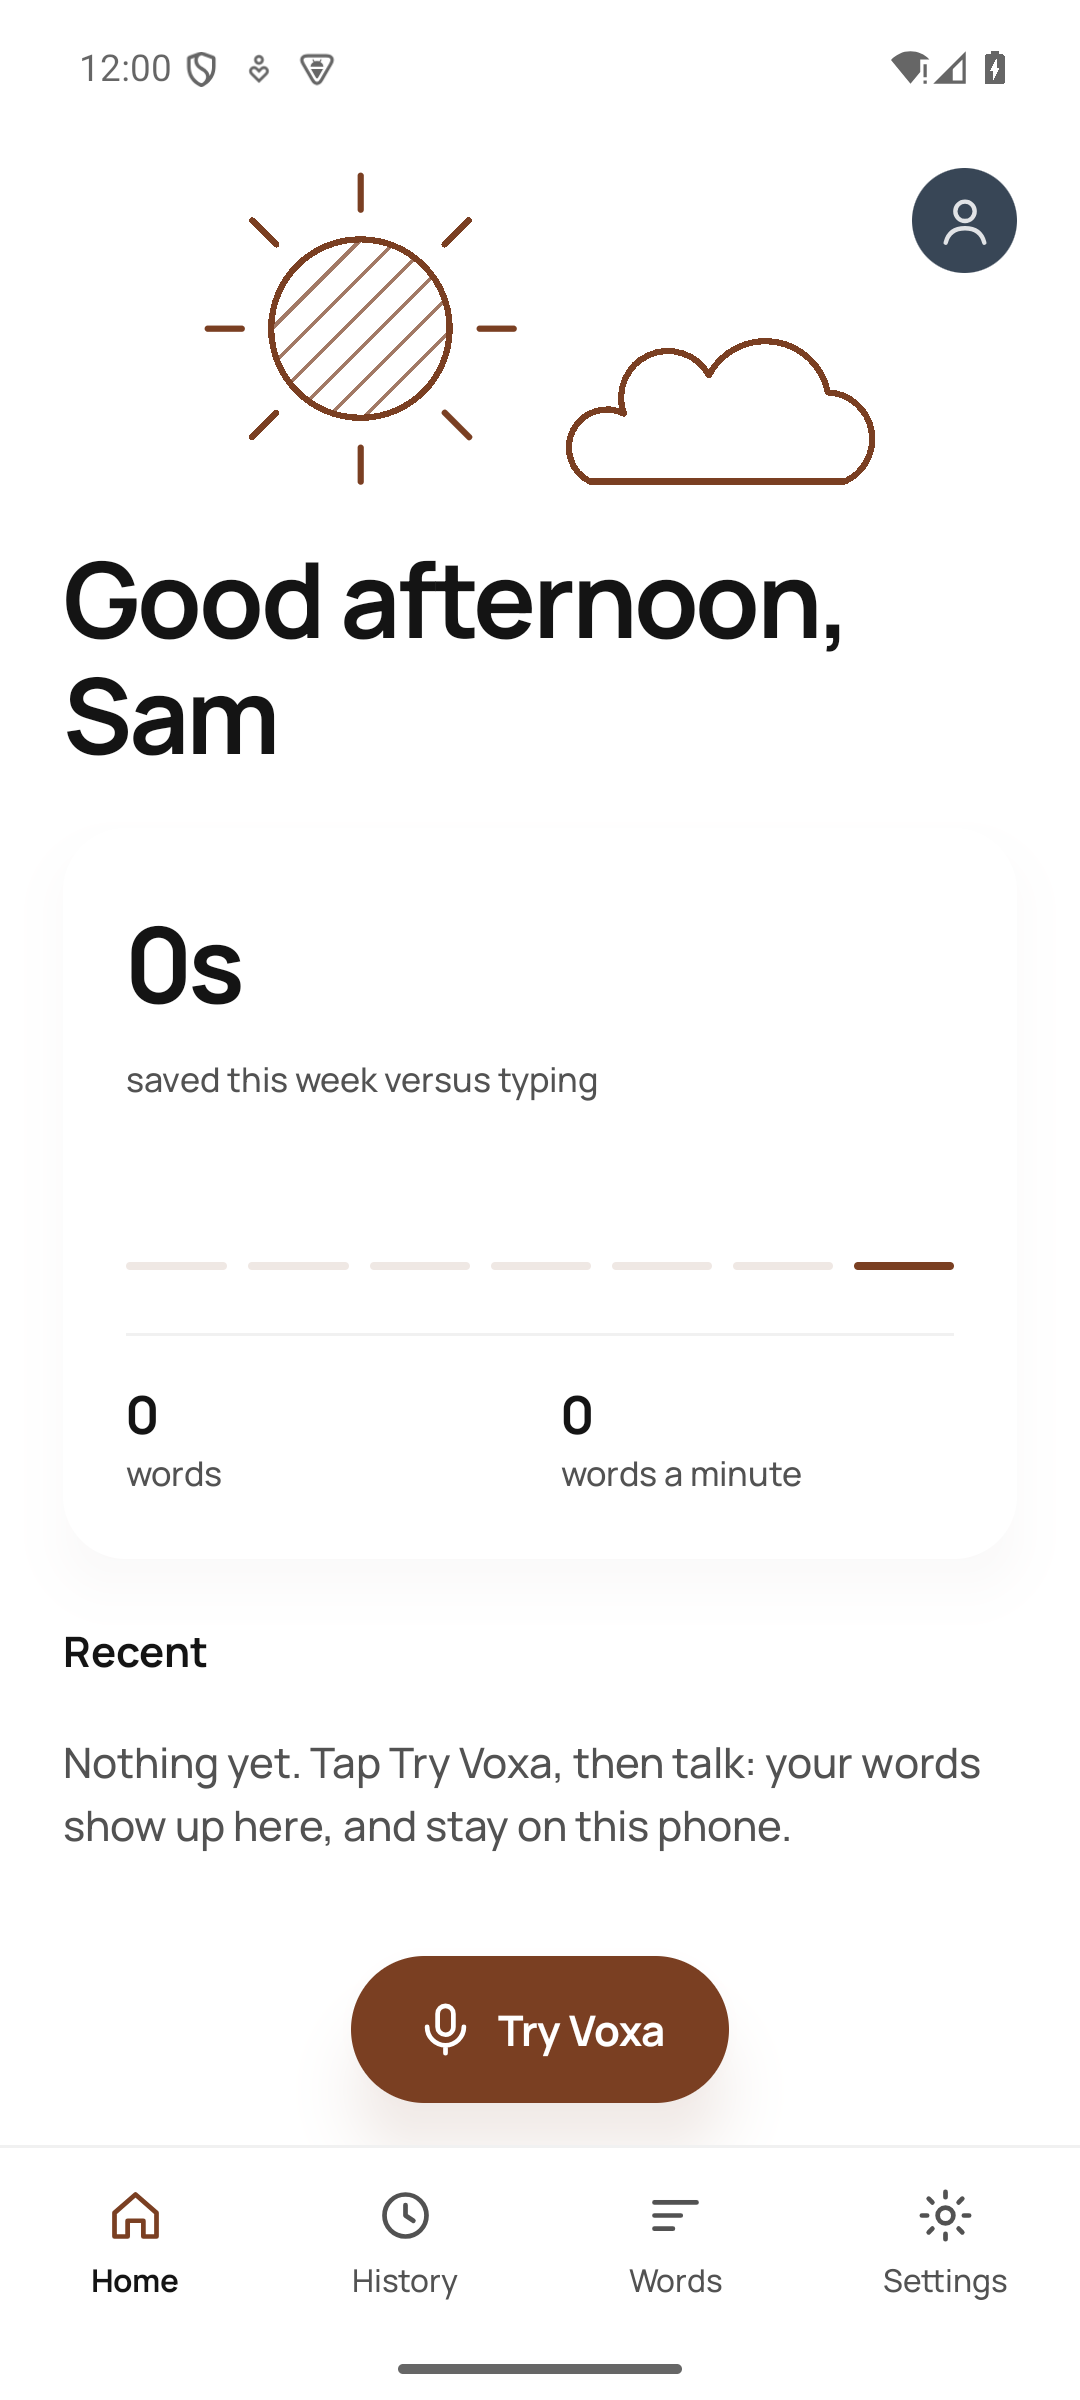 12:00
Good afternoon,
Sam
0s
saved this week versus typing
0
words
0
words a minute
Recent
Nothing yet. Tap Try Voxa, then talk: your words
show up here, and stay on this phone.
Try Voxa
Home
History
Words
Settings